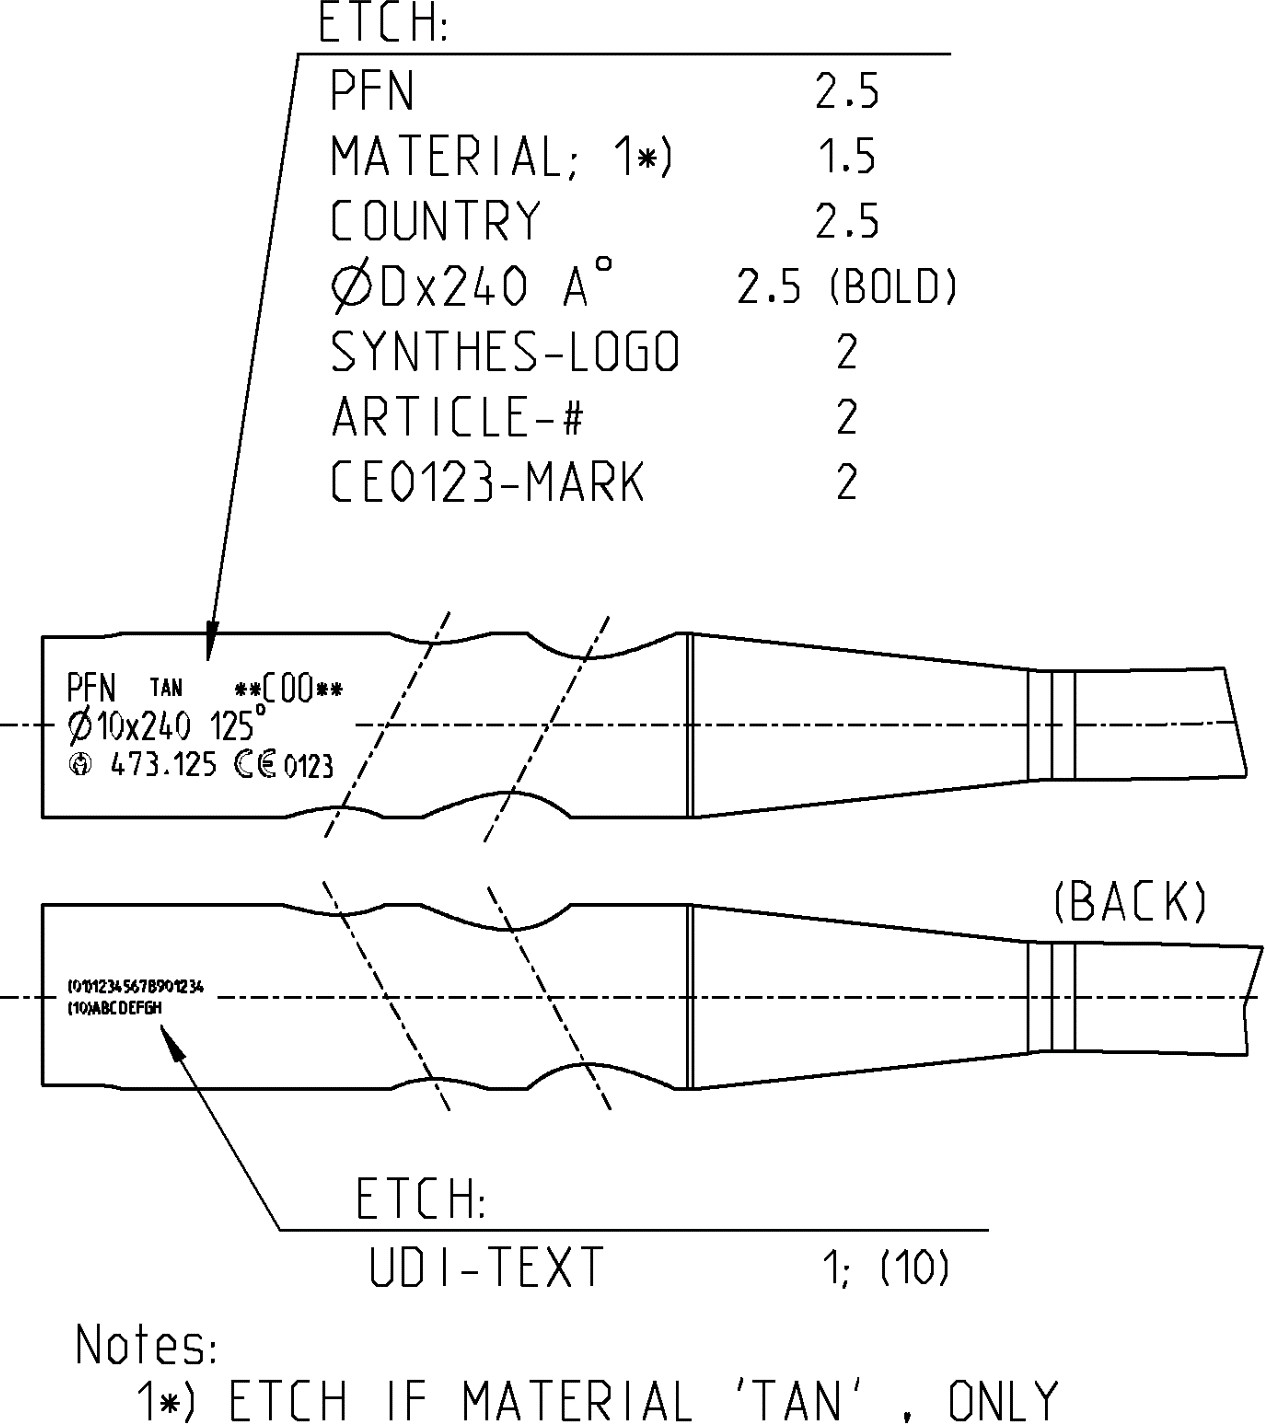 ETCH:
PFN 2.5
MATERIAL; 1*) 1.5
COUNTRY 2.5
ØDx240 A° 2.5 (BOLD)
SYNTHES-LOGO 2
ARTICLE-# 2
CE0123-MARK 2
PFN TAN **COO**
Ø10x240 125°
473.125 CE 0123
(BACK)
(01)12345678901234
(10)ABCDEFGH
ETCH:
UDI-TEXT 1; (10)
Notes:
1*) ETCH IF MATERIAL 'TAN' , ONLY